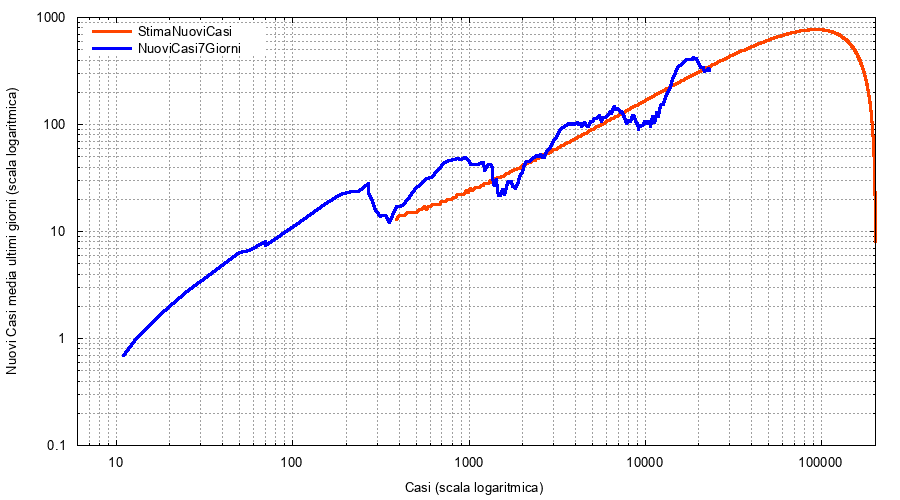 1000
StimaNuoviCasi
NuoviCasi7Giorni
100
10
1
0.1
Nuovi Casi media ultimi giorni (scala logaritmica)
10 100 1000 10000 100000
Casi (scala logaritmica)